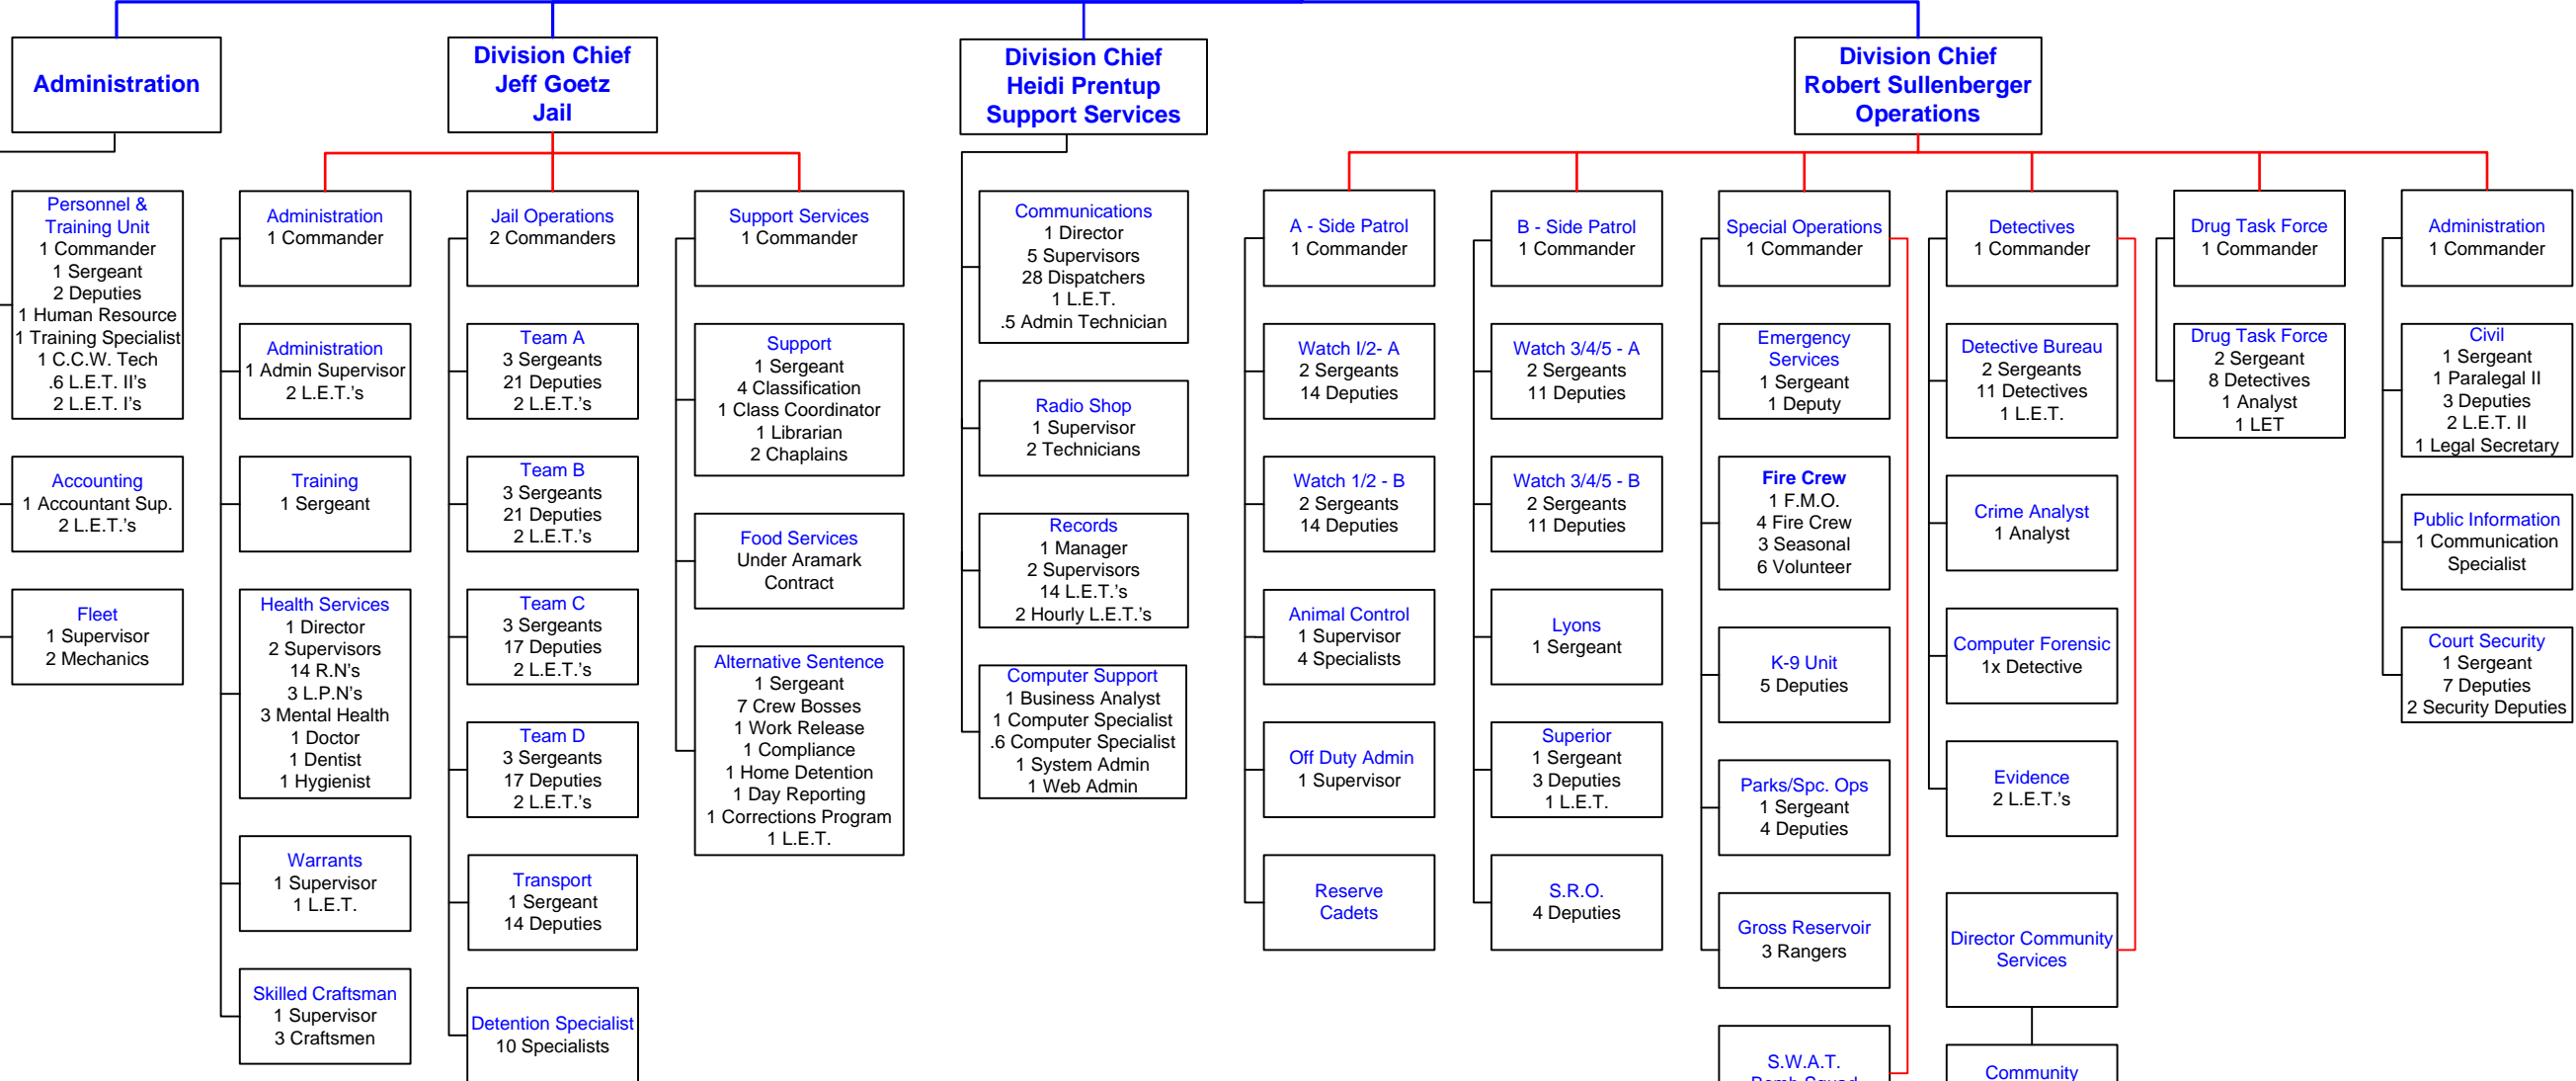 Administration
Division Chief
Jeff Goetz
Jail
Division Chief
Heidi Prentup
Support Services
Division Chief
Robert Sullenberger
Operations
Personnel &
Training Unit
1 Commander
1 Sergeant
2 Deputies
1 Human Resource
1 Training Specialist
1 C.C.W. Tech
.6 L.E.T. II's
2 L.E.T. I's
Accounting
1 Accountant Sup.
2 L.E.T.'s
Fleet
1 Supervisor
2 Mechanics
Administration
1 Commander
Administration
1 Admin Supervisor
2 L.E.T.'s
Training
1 Sergeant
Health Services
1 Director
2 Supervisors
14 R.N's
3 L.P.N's
3 Mental Health
1 Doctor
1 Dentist
1 Hygienist
Warrants
1 Supervisor
1 L.E.T.
Skilled Craftsman
1 Supervisor
3 Craftsmen
Jail Operations
2 Commanders
Team A
3 Sergeants
21 Deputies
2 L.E.T.'s
Team B
3 Sergeants
21 Deputies
2 L.E.T.'s
Team C
3 Sergeants
17 Deputies
2 L.E.T.'s
Team D
3 Sergeants
17 Deputies
2 L.E.T.'s
Transport
1 Sergeant
14 Deputies
Detention Specialist
10 Specialists
Support Services
1 Commander
Support
1 Sergeant
4 Classification
1 Class Coordinator
1 Librarian
2 Chaplains
Food Services
Under Aramark
Contract
Alternative Sentence
1 Sergeant
7 Crew Bosses
1 Work Release
1 Compliance
1 Home Detention
1 Day Reporting
1 Corrections Program
1 L.E.T.
Communications
1 Director
5 Supervisors
28 Dispatchers
1 L.E.T.
.5 Admin Technician
Radio Shop
1 Supervisor
2 Technicians
Records
1 Manager
2 Supervisors
14 L.E.T.'s
2 Hourly L.E.T.'s
Computer Support
1 Business Analyst
1 Computer Specialist
.6 Computer Specialist
1 System Admin
1 Web Admin
A - Side Patrol
1 Commander
Watch I/2- A
2 Sergeants
14 Deputies
Watch 1/2 - B
2 Sergeants
14 Deputies
Animal Control
1 Supervisor
4 Specialists
Off Duty Admin
1 Supervisor
Reserve
Cadets
B - Side Patrol
1 Commander
Watch 3/4/5 - A
2 Sergeants
11 Deputies
Watch 3/4/5 - B
2 Sergeants
11 Deputies
Lyons
1 Sergeant
Superior
1 Sergeant
3 Deputies
1 L.E.T.
S.R.O.
4 Deputies
Special Operations
1 Commander
Emergency
Services
1 Sergeant
1 Deputy
Fire Crew
1 F.M.O.
4 Fire Crew
3 Seasonal
6 Volunteer
K-9 Unit
5 Deputies
Parks/Spc. Ops
1 Sergeant
4 Deputies
Gross Reservoir
3 Rangers
S.W.A.T.
Bomb Squad
Detectives
1 Commander
Detective Bureau
2 Sergeants
11 Detectives
1 L.E.T.
Crime Analyst
1 Analyst
Computer Forensic
1x Detective
Evidence
2 L.E.T.'s
Director Community
Services
Community
Drug Task Force
1 Commander
Drug Task Force
2 Sergeant
8 Detectives
1 Analyst
1 LET
Administration
1 Commander
Civil
1 Sergeant
1 Paralegal II
3 Deputies
2 L.E.T. II
1 Legal Secretary
Public Information
1 Communication
Specialist
Court Security
1 Sergeant
7 Deputies
2 Security Deputies